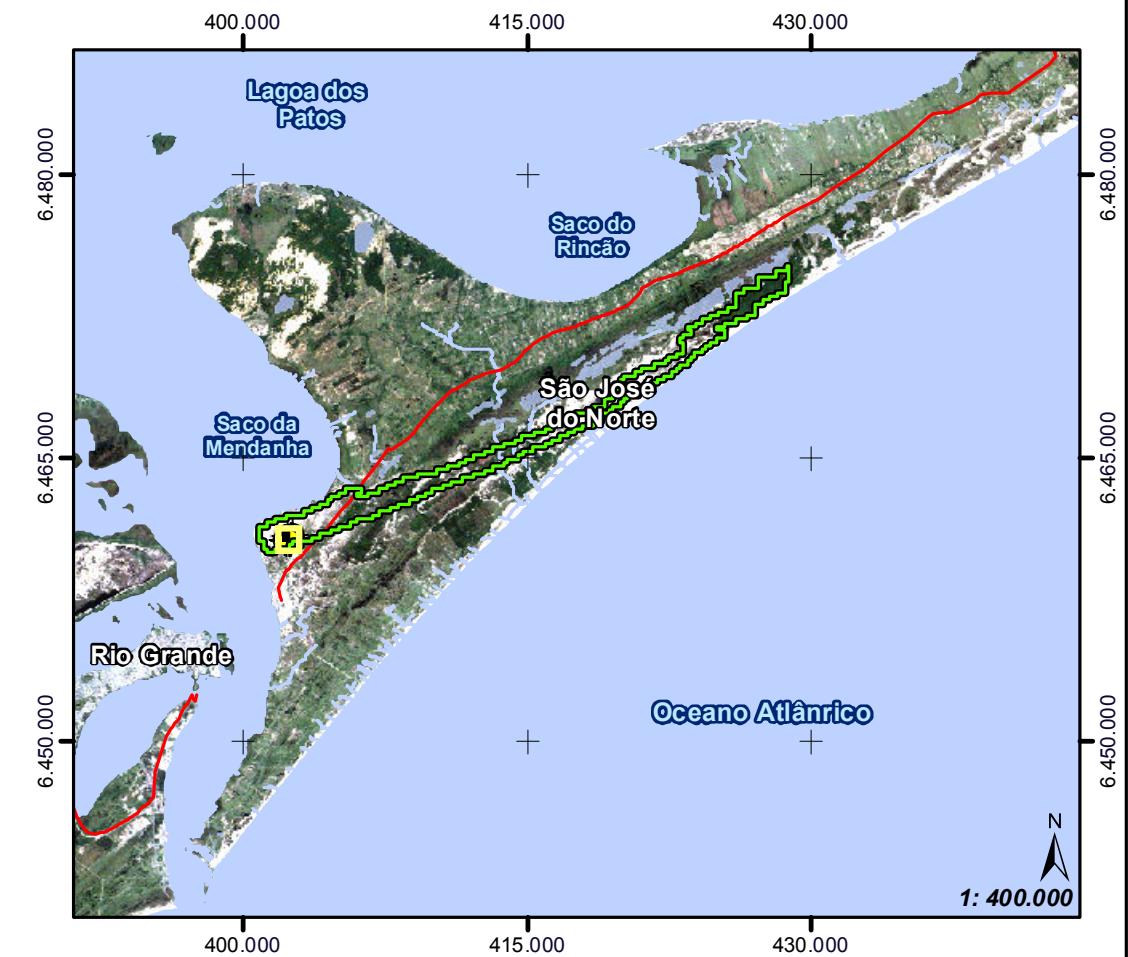 400.000
415.000
430.000
Lagoa dos
Patos
6.480.000
6.480.000
Saco do
Rincão
São José
do Norte
Saco da
Mendanha
6.465.000
6.465.000
Rio Grande
Oceano Atlânrico
6.450.000
6.450.000
N
1: 400.000
400.000
415.000
430.000